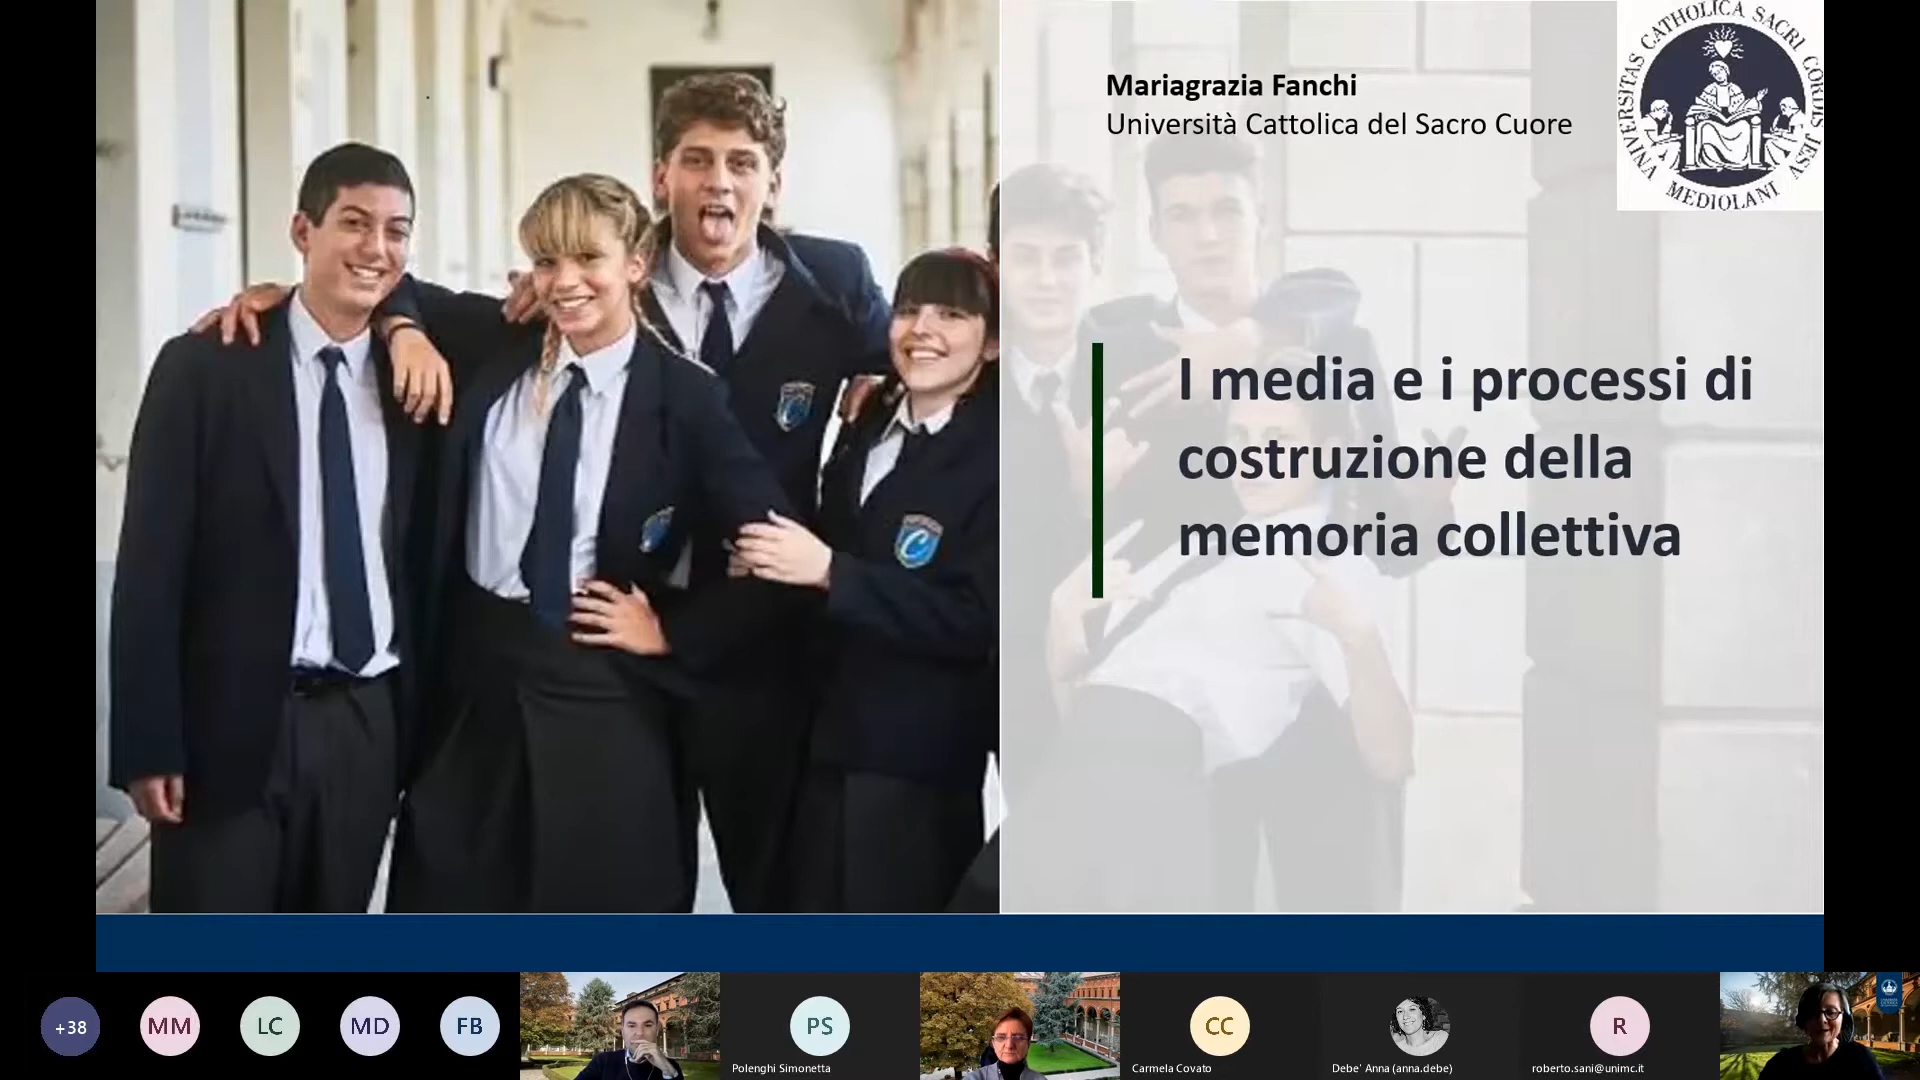 Mariagrazia Fanchi
Università Cattolica del Sacro Cuore
UNIVERSITAS CATHOLICA SACRI CORDIS JESU
MEDIOLANI
I media e i processi di
costruzione della
memoria collettiva
C
C
C
+38
MM
LC
MD
FB
PS
Polenghi Simonetta
CC
Carmela Covato
Debe' Anna (anna.debe)
R
roberto.sani@unimc.it